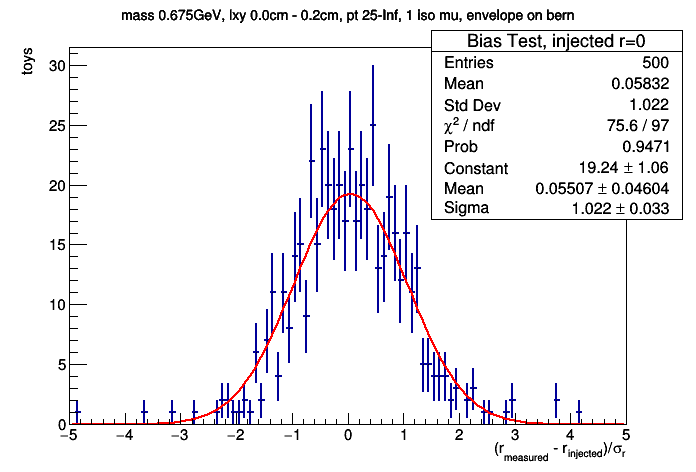 mass 0.675GeV, lxy 0.0cm - 0.2cm, pt 25-Inf, 1 Iso mu, envelope on bern
toys
Bias Test, injected r=0
Entries 500
Mean 0.05832
Std Dev 1.022
χ² / ndf 75.6 / 97
Prob 0.9471
Constant 19.24 ± 1.06
Mean 0.05507 ± 0.04604
Sigma 1.022 ± 0.033
30
25
20
15
10
5
0
−5 −4 −3 −2 −1 0 1 2 3 4 5
(r_measured - r_injected)/σ_r